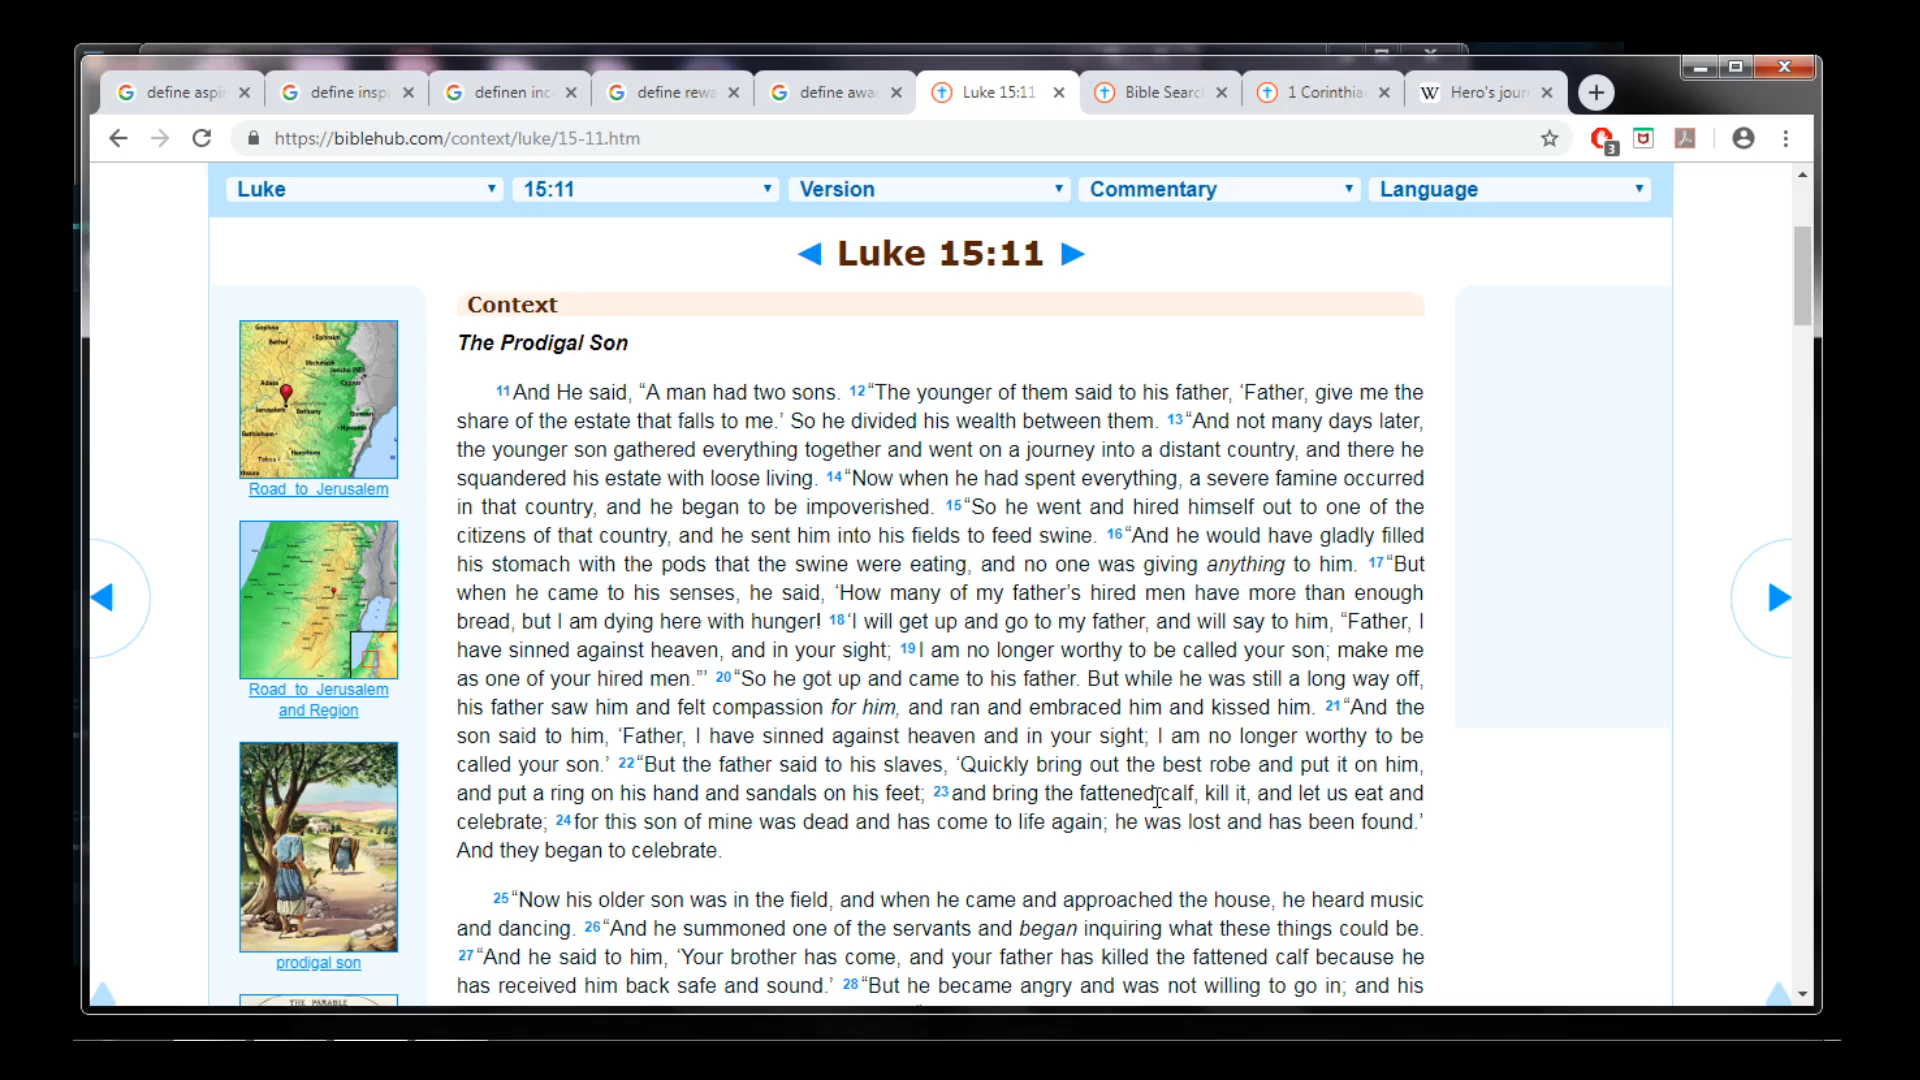 define aspi
define insp
definen inc
define rewa
define awa
Luke 15:11
Bible Searc
1 Corinthia
Hero's jour
https://biblehub.com/context/luke/15-11.htm
3
Luke
15:11
Version
Commentary
Language
Luke 15:11
Context
The Prodigal Son
11And He said, “A man had two sons. 12“The younger of them said to his father, ‘Father, give me the
share of the estate that falls to me.’ So he divided his wealth between them. 13“And not many days later,
the younger son gathered everything together and went on a journey into a distant country, and there he
squandered his estate with loose living. 14“Now when he had spent everything, a severe famine occurred
in that country, and he began to be impoverished. 15“So he went and hired himself out to one of the
citizens of that country, and he sent him into his fields to feed swine. 16“And he would have gladly filled
his stomach with the pods that the swine were eating, and no one was giving anything to him. 17“But
when he came to his senses, he said, ‘How many of my father’s hired men have more than enough
bread, but I am dying here with hunger! 18‘I will get up and go to my father, and will say to him, “Father, I
have sinned against heaven, and in your sight; 19I am no longer worthy to be called your son; make me
as one of your hired men.”’ 20“So he got up and came to his father. But while he was still a long way off,
his father saw him and felt compassion for him, and ran and embraced him and kissed him. 21“And the
son said to him, ‘Father, I have sinned against heaven and in your sight; I am no longer worthy to be
called your son.’ 22“But the father said to his slaves, ‘Quickly bring out the best robe and put it on him,
and put a ring on his hand and sandals on his feet; 23and bring the fattened calf, kill it, and let us eat and
celebrate; 24for this son of mine was dead and has come to life again; he was lost and has been found.’
And they began to celebrate.
25“Now his older son was in the field, and when he came and approached the house, he heard music
and dancing. 26“And he summoned one of the servants and began inquiring what these things could be.
27“And he said to him, ‘Your brother has come, and your father has killed the fattened calf because he
has received him back safe and sound.’ 28“But he became angry and was not willing to go in; and his
Road to Jerusalem
Road to Jerusalem
and Region
prodigal son
THE PARABLE